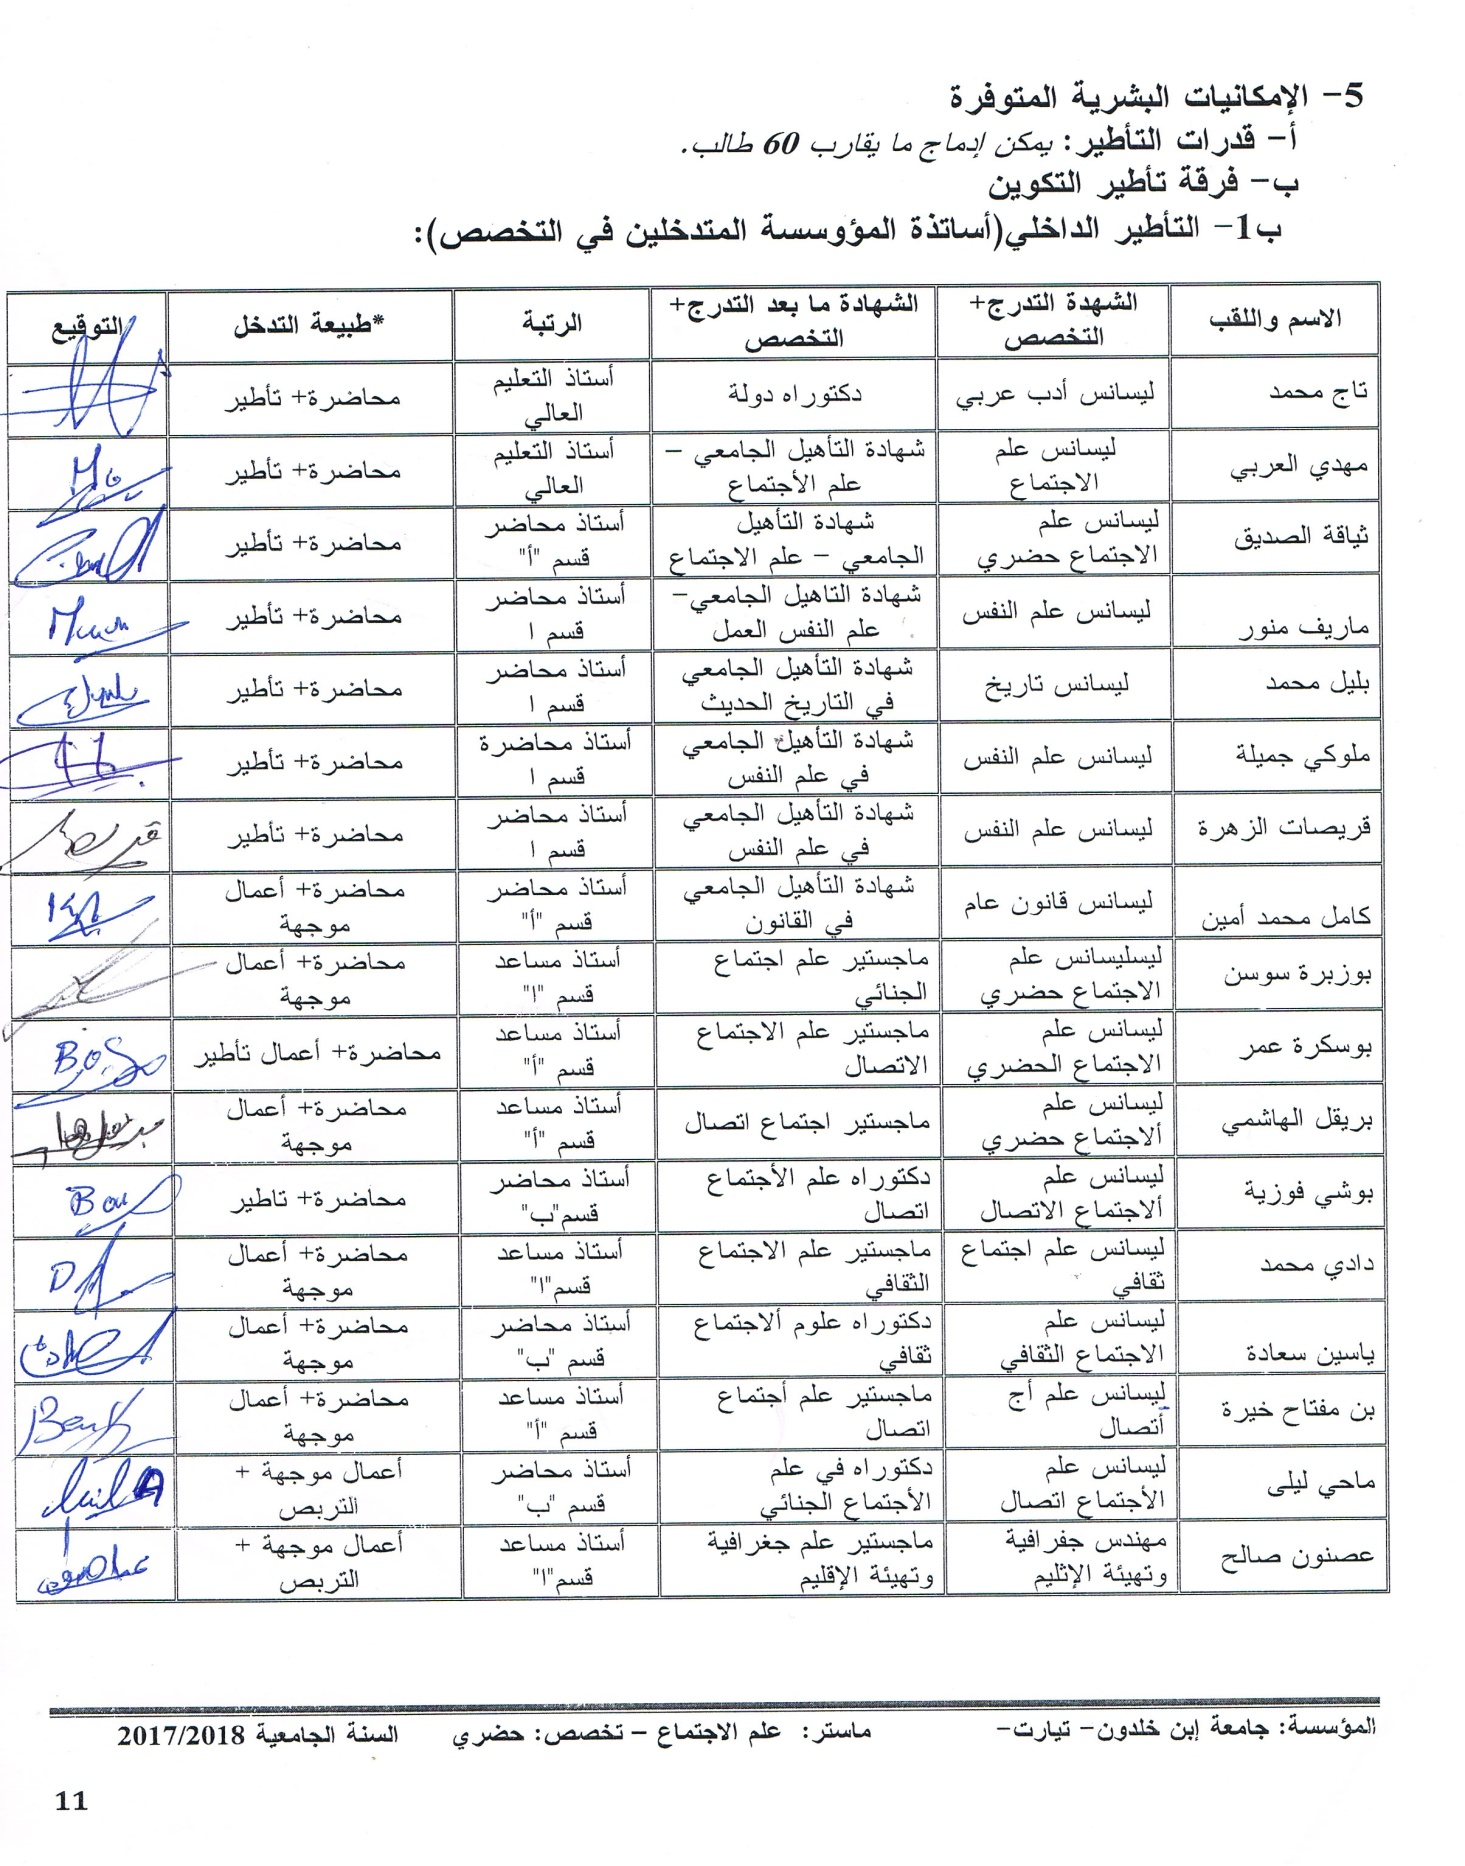 5- الإمكانيات البشرية المتوفرة
أ- قدرات التأطير: يمكن إدماج ما يقارب 60 طالب.
ب- فرقة تأطير التكوين
ب1- التأطير الداخلي(أساتذة المؤوسسة المتدخلين في التخصص):
الاسم واللقب الشهدة التدرج+ التخصص الشهادة ما بعد التدرج+ التخصص الرتبة *طبيعة التدخل التوقيع
تاج محمد ليسانس أدب عربي دكتوراه دولة أستاذ التعليم العالي محاضرة+ تأطير
مهدي العربي ليسانس علم الاجتماع شهادة التأهيل الجامعي – علم الأجتماع أستاذ التعليم العالي محاضرة+ تأطير
ثياقة الصديق ليسانس علم الاجتماع حضري شهادة التأهيل الجامعي – علم الاجتماع أستاذ محاضر قسم "أ" محاضرة+ تأطير
ماريف منور ليسانس علم النفس شهادة التاهيل الجامعي– علم النفس العمل أستاذ محاضر قسم ا محاضرة+ تأطير
بليل محمد ليسانس تاريخ شهادة التأهيل الجامعي في التاريخ الحديث أستاذ محاضر قسم ا محاضرة+ تأطير
ملوكي جميلة ليسانس علم النفس شهادة التأهيل الجامعي في علم النفس أستاذ محاضرة قسم ا محاضرة+ تأطير
قريصات الزهرة ليسانس علم النفس شهادة التأهيل الجامعي في علم النفس أستاذ محاضر قسم ا محاضرة+ تأطير
كامل محمد أمين ليسانس قانون عام شهادة التأهيل الجامعي في القانون أستاذ محاضر قسم "أ" محاضرة+ أعمال موجهة
بوزبرة سوسن ليسليسانس علم الاجتماع حضري ماجستير علم اجتماع الجنائي أستاذ مساعد قسم "ا" محاضرة+ أعمال موجهة
بوسكرة عمر ليسانس علم الاجتماع الحضري ماجستير علم الاجتماع الاتصال أستاذ مساعد قسم "أ" محاضرة+ أعمال تأطير
بريقل الهاشمي ليسانس علم ألاجتماع حضري ماجستير اجتماع اتصال أستاذ مساعد قسم "أ" محاضرة+ أعمال موجهة
بوشي فوزية ليسانس علم ألاجتماع الاتصال دكتوراه علم الأجتماع اتصال أستاذ محاضر قسم"ب" محاضرة+ تاطير
دادي محمد ليسانس علم اجتماع ثقافي ماجستير علم الاجتماع الثقافي أستاذ مساعد قسم"ا" محاضرة+ أعمال موجهة
ياسين سعادة ليسانس علم الاجتماع الثقافي دكتوراه علوم ألاجتماع ثقافي أستاذ محاضر قسم "ب" محاضرة+ أعمال موجهة
بن مفتاح خيرة ليسانس علم أج أتصال ماجستير علم أجتماع اتصال أستاذ مساعد قسم "أ" محاضرة+ أعمال موجهة
ماحي ليلى ليسانس علم الأجتماع اتصال دكتوراه في علم الأجتماع الجنائي أستاذ محاضر قسم "ب" أعمال موجهة + التربص
عصنون صالح مهندس جفرافية وتهيئة الإثليم ماجستير علم جغرافية وتهيئة الإقليم أستاذ مساعد قسم"ا" أعمال موجهة + التربص
المؤسسة: جامعة إبن خلدون– تيارت– ماستر: علم الاجتماع – تخصص: حضري السنة الجامعية 2017/2018
11